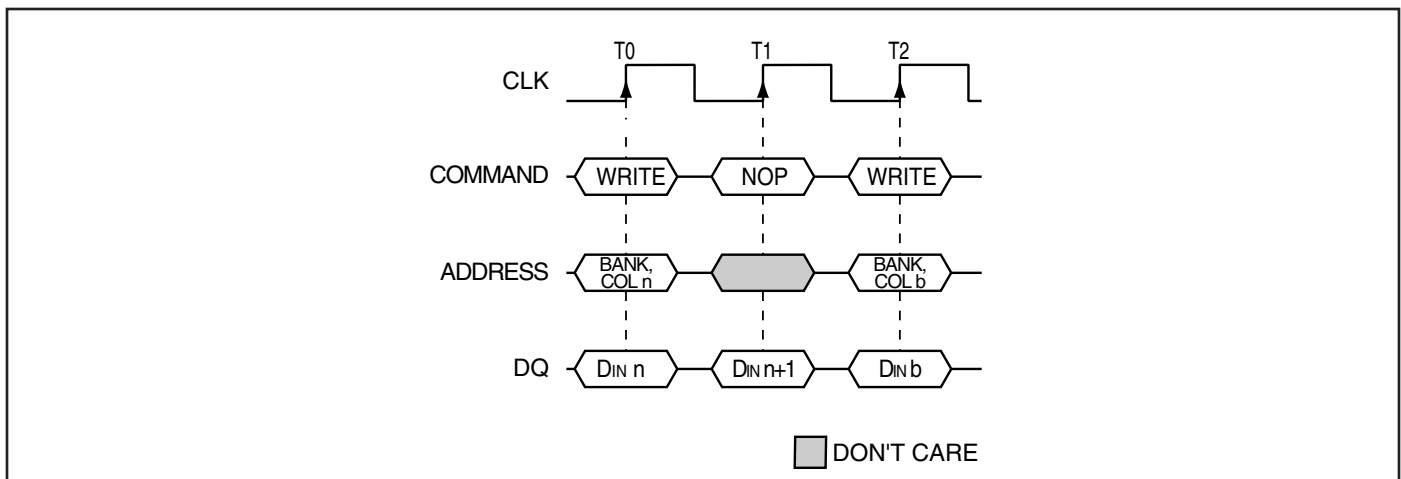 T0 T1 T2
CLK
COMMAND WRITE NOP WRITE
ADDRESS BANK, COL n BANK, COL b
DQ DIN n DIN n+1 DIN b
DON'T CARE